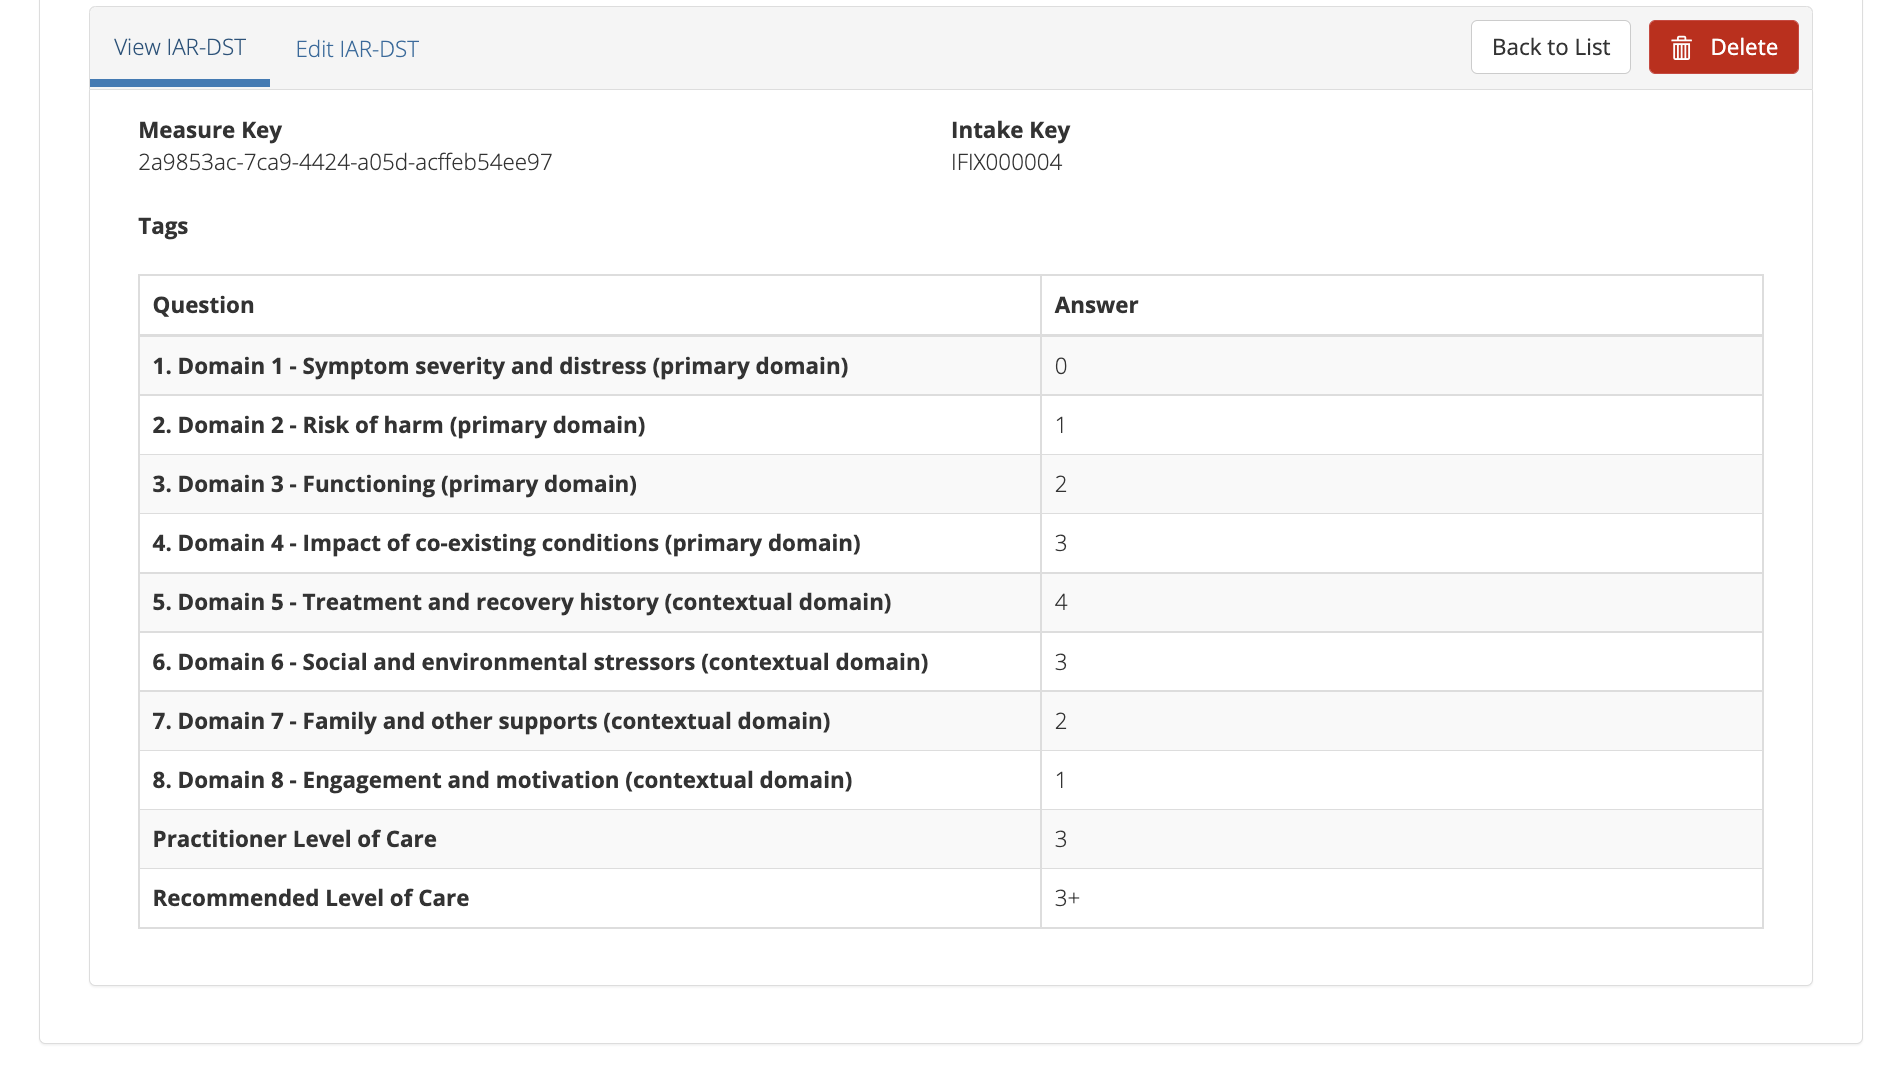 View IAR-DST Edit IAR-DST Back to List Delete
Measure Key Intake Key
2a9853ac-7ca9-4424-a05d-acffeb54ee97 IFIX000004
Tags
Question Answer
1. Domain 1 - Symptom severity and distress (primary domain) 0
2. Domain 2 - Risk of harm (primary domain) 1
3. Domain 3 - Functioning (primary domain) 2
4. Domain 4 - Impact of co-existing conditions (primary domain) 3
5. Domain 5 - Treatment and recovery history (contextual domain) 4
6. Domain 6 - Social and environmental stressors (contextual domain) 3
7. Domain 7 - Family and other supports (contextual domain) 2
8. Domain 8 - Engagement and motivation (contextual domain) 1
Practitioner Level of Care 3
Recommended Level of Care 3+